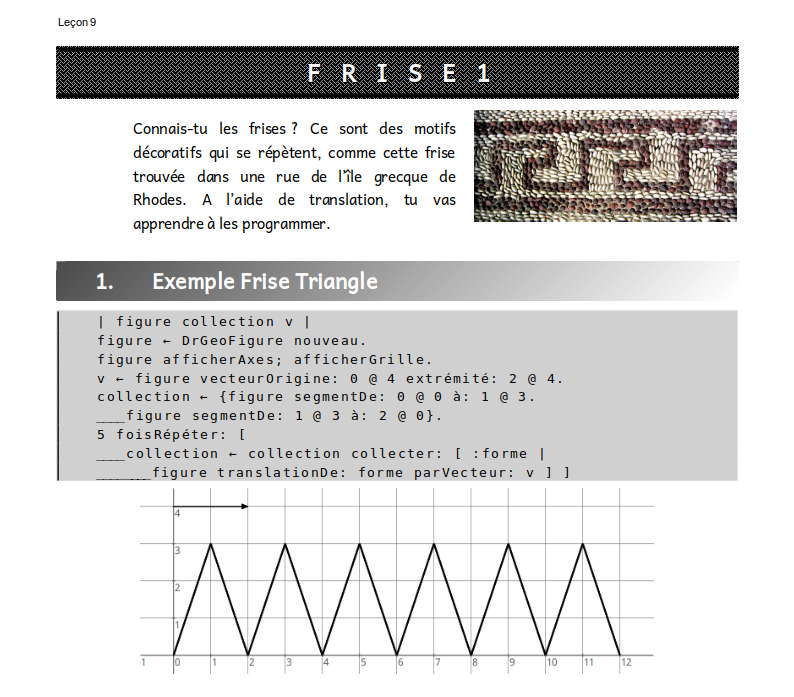 Leçon 9
F R I S E 1
Connais-tu les frises ? Ce sont des motifs
décoratifs qui se répètent, comme cette frise
trouvée dans une rue de l'île grecque de
Rhodes. A l'aide de translation, tu vas
apprendre à les programmer.
1. Exemple Frise Triangle
| figure collection v |
figure ← DrGeoFigure nouveau.
figure afficherAxes; afficherGrille.
v ← figure vecteurOrigine: 0 @ 4 extrémité: 2 @ 4.
collection ← {figure segmentDe: 0 @ 0 à: 1 @ 3.
___figure segmentDe: 1 @ 3 à: 2 @ 0}.
5 foisRépéter: [
___collection ← collection collecter: [ :forme |
______figure translationDe: forme parVecteur: v ] ]
4
3
2
1
1 0 1 2 3 4 5 6 7 8 9 10 11 12